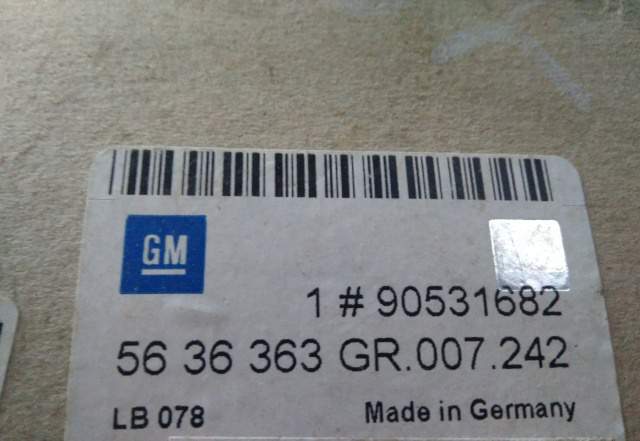 GM
1 # 90531682
56 36 363 GR.007.242
LB 078 Made in Germany